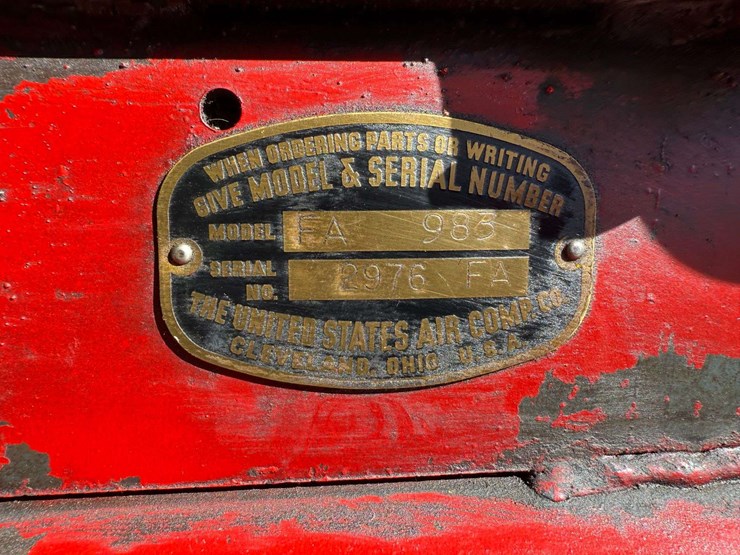 WHEN ORDERING PARTS OR WRITING
GIVE MODEL & SERIAL NUMBER
MODEL FA 983
SERIAL NO. 2976 FA
THE UNITED STATES AIR COMP. CO.
CLEVELAND, OHIO U.S.A.